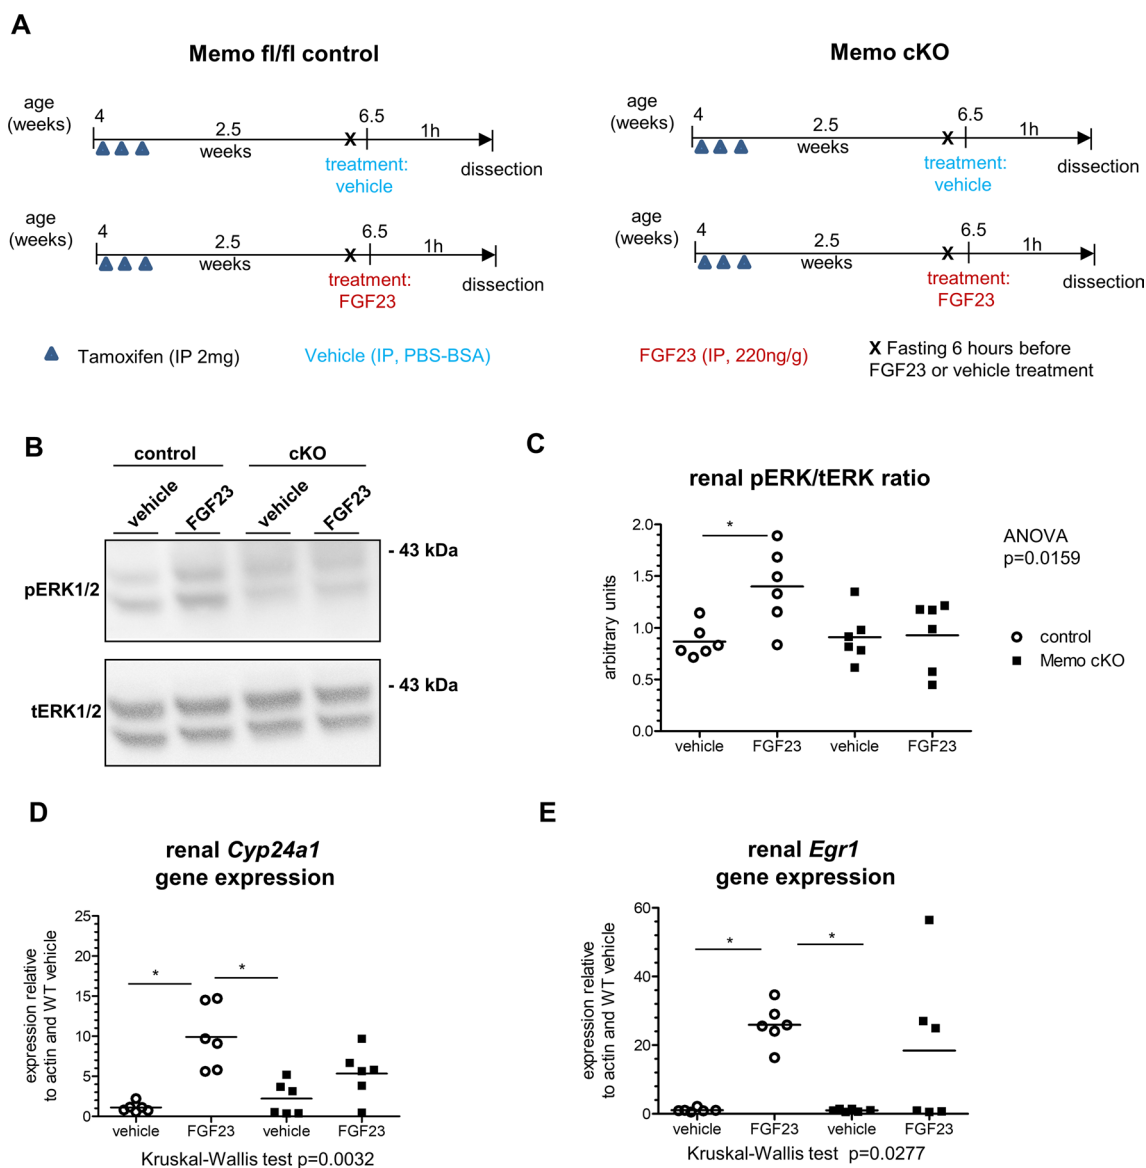 A
Memo fl/fl control
Memo cKO
age
(weeks)
4
2.5
weeks
X
6.5
1h
treatment:
vehicle
dissection
age
(weeks)
4
2.5
weeks
X
6.5
1h
treatment:
vehicle
dissection
age
(weeks)
4
2.5
weeks
X
6.5
1h
treatment:
FGF23
dissection
age
(weeks)
4
2.5
weeks
X
6.5
1h
treatment:
FGF23
dissection
Tamoxifen (IP 2mg)
Vehicle (IP, PBS-BSA)
FGF23 (IP, 220ng/g)
X Fasting 6 hours before
FGF23 or vehicle treatment
B
control
cKO
vehicle
FGF23
vehicle
FGF23
- 43 kDa
pERK1/2
- 43 kDa
tERK1/2
C
renal pERK/tERK ratio
arbitrary units
2.0
1.5
1.0
0.5
0.0
*
vehicle
FGF23
vehicle
FGF23
ANOVA
p=0.0159
control
Memo cKO
D
renal Cyp24a1
gene expression
expression relative
to actin and WT vehicle
25
20
15
10
5
0
*
*
vehicle
FGF23
vehicle
FGF23
Kruskal-Wallis test p=0.0032
E
renal Egr1
gene expression
expression relative
to actin and WT vehicle
60
40
20
0
*
*
vehicle
FGF23
vehicle
FGF23
Kruskal-Wallis test p=0.0277